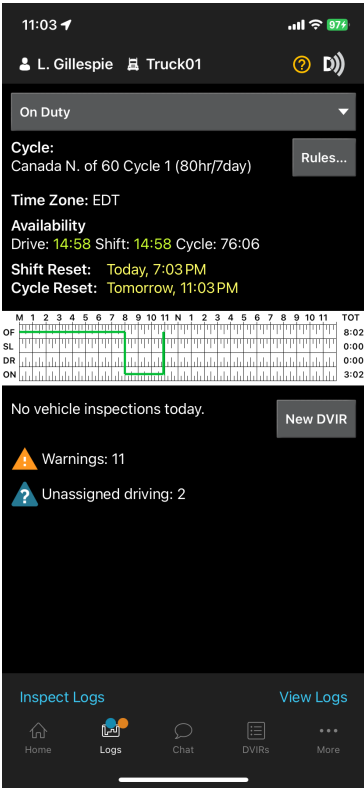 11:03
97
L. Gillespie Truck01
On Duty
Cycle:
Canada N. of 60 Cycle 1 (80hr/7day)
Rules...
Time Zone: EDT
Availability
Drive: 14:58 Shift: 14:58 Cycle: 76:06
Shift Reset: Today, 7:03 PM
Cycle Reset: Tomorrow, 11:03 PM
M 1 2 3 4 5 6 7 8 9 10 11 N 1 2 3 4 5 6 7 8 9 10 11 TOT
OF 8:02
SL 0:00
DR 0:00
ON 3:02
No vehicle inspections today.
New DVIR
Warnings: 11
Unassigned driving: 2
Inspect Logs View Logs
Home Logs Chat DVIRs More